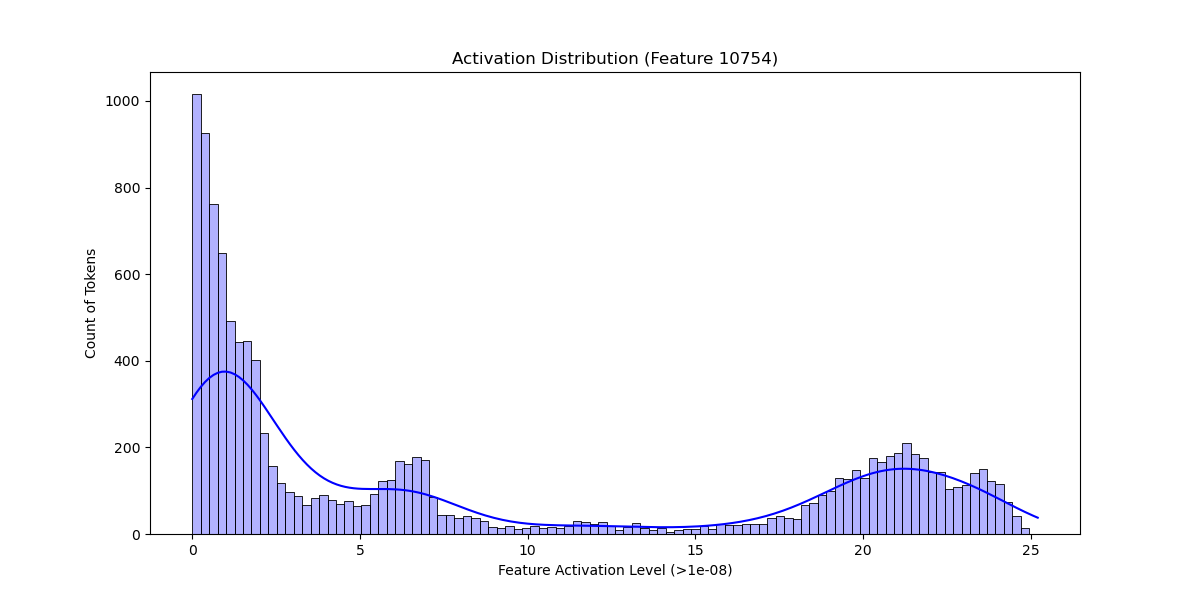 Activation Distribution (Feature 10754)
Count of Tokens
1000
800
600
400
200
0
0 5 10 15 20 25
Feature Activation Level (>1e-08)